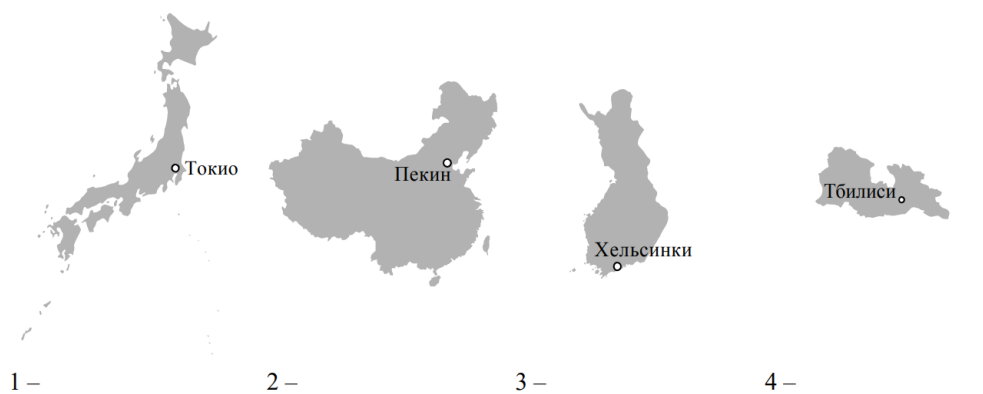 Токио
Пекин
Хельсинки
Тбилиси
1 –
2 –
3 –
4 –